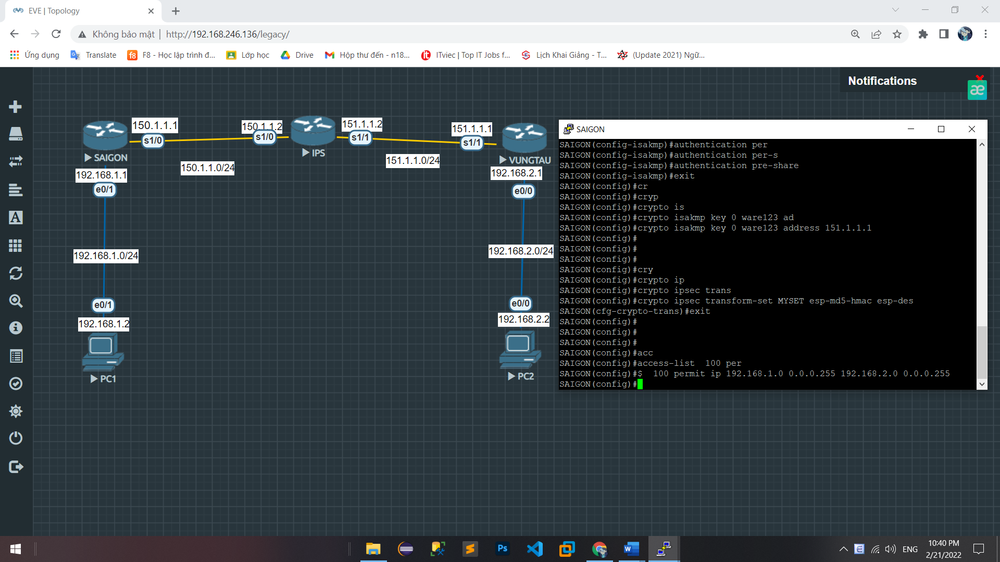 EVE | Topology
Không bảo mật | http://192.168.246.136/legacy/
Ứng dụng Translate F8 - Học lập trình đ... Lớp học Drive Hộp thư đến - n18... ITviec | Top IT Jobs f... Lịch Khai Giảng - T... (Update 2021) Ngữ...
Notifications
æ
150.1.1.1
s1/0
150.1.1.2
s1/0
151.1.1.2
s1/1
151.1.1.1
s1/1
SAIGON
IPS
VUNGTAU
150.1.1.0/24
151.1.1.0/24
192.168.1.1
e0/1
192.168.2.1
e0/0
192.168.1.0/24
192.168.2.0/24
e0/1
192.168.1.2
PC1
e0/0
192.168.2.2
PC2
SAIGON
SAIGON(config-isakmp)#authentication per
SAIGON(config-isakmp)#authentication per-s
SAIGON(config-isakmp)#authentication pre-share
SAIGON(config-isakmp)#exit
SAIGON(config)#cr
SAIGON(config)#cryp
SAIGON(config)#crypto is
SAIGON(config)#crypto isakmp key 0 ware123 ad
SAIGON(config)#crypto isakmp key 0 ware123 address 151.1.1.1
SAIGON(config)#
SAIGON(config)#
SAIGON(config)#
SAIGON(config)#cry
SAIGON(config)#crypto ip
SAIGON(config)#crypto ipsec trans
SAIGON(config)#crypto ipsec transform-set MYSET esp-md5-hmac esp-des
SAIGON(cfg-crypto-trans)#exit
SAIGON(config)#
SAIGON(config)#
SAIGON(config)#
SAIGON(config)#acc
SAIGON(config)#access-list  100 per
SAIGON(config)#$  100 permit ip 192.168.1.0 0.0.0.255 192.168.2.0 0.0.0.255
SAIGON(config)#
Ps
ENG
10:40 PM
2/21/2022